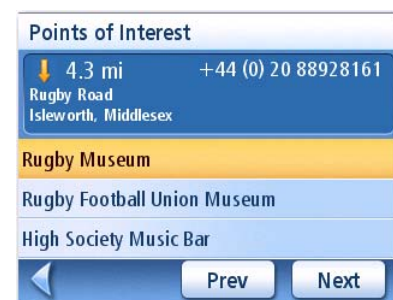 Points of Interest
4.3 mi +44 (0) 20 88928161
Rugby Road
Isleworth, Middlesex
Rugby Museum
Rugby Football Union Museum
High Society Music Bar
Prev Next